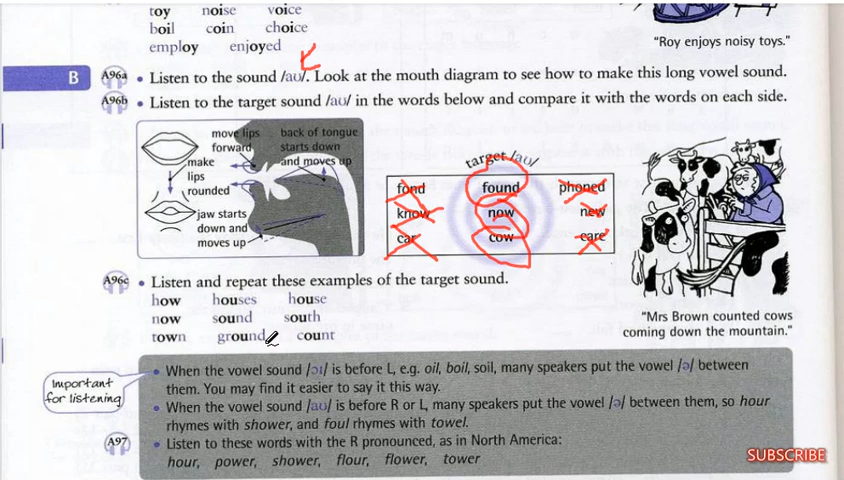 toy noise voice
boil coin choice
employ enjoyed
"Roy enjoys noisy toys."
B A96a • Listen to the sound /aʊ/. Look at the mouth diagram to see how to make this long vowel sound.
A96b • Listen to the target sound /aʊ/ in the words below and compare it with the words on each side.
move lips
forward
make
lips
rounded
jaw starts
down and
moves up
back of tongue
starts down
and moves up
target /aʊ/
fond found phoned
know now new
car cow care
"Mrs Brown counted cows
coming down the mountain."
A96c • Listen and repeat these examples of the target sound.
how houses house
now sound south
town ground count
Important
for listening
• When the vowel sound /ɔɪ/ is before L, e.g. oil, boil, soil, many speakers put the vowel /ə/ between
them. You may find it easier to say it this way.
• When the vowel sound /aʊ/ is before R or L, many speakers put the vowel /ə/ between them, so hour
rhymes with shower, and foul rhymes with towel.
A97 • Listen to these words with the R pronounced, as in North America:
hour, power, shower, flour, flower, tower
SUBSCRIBE